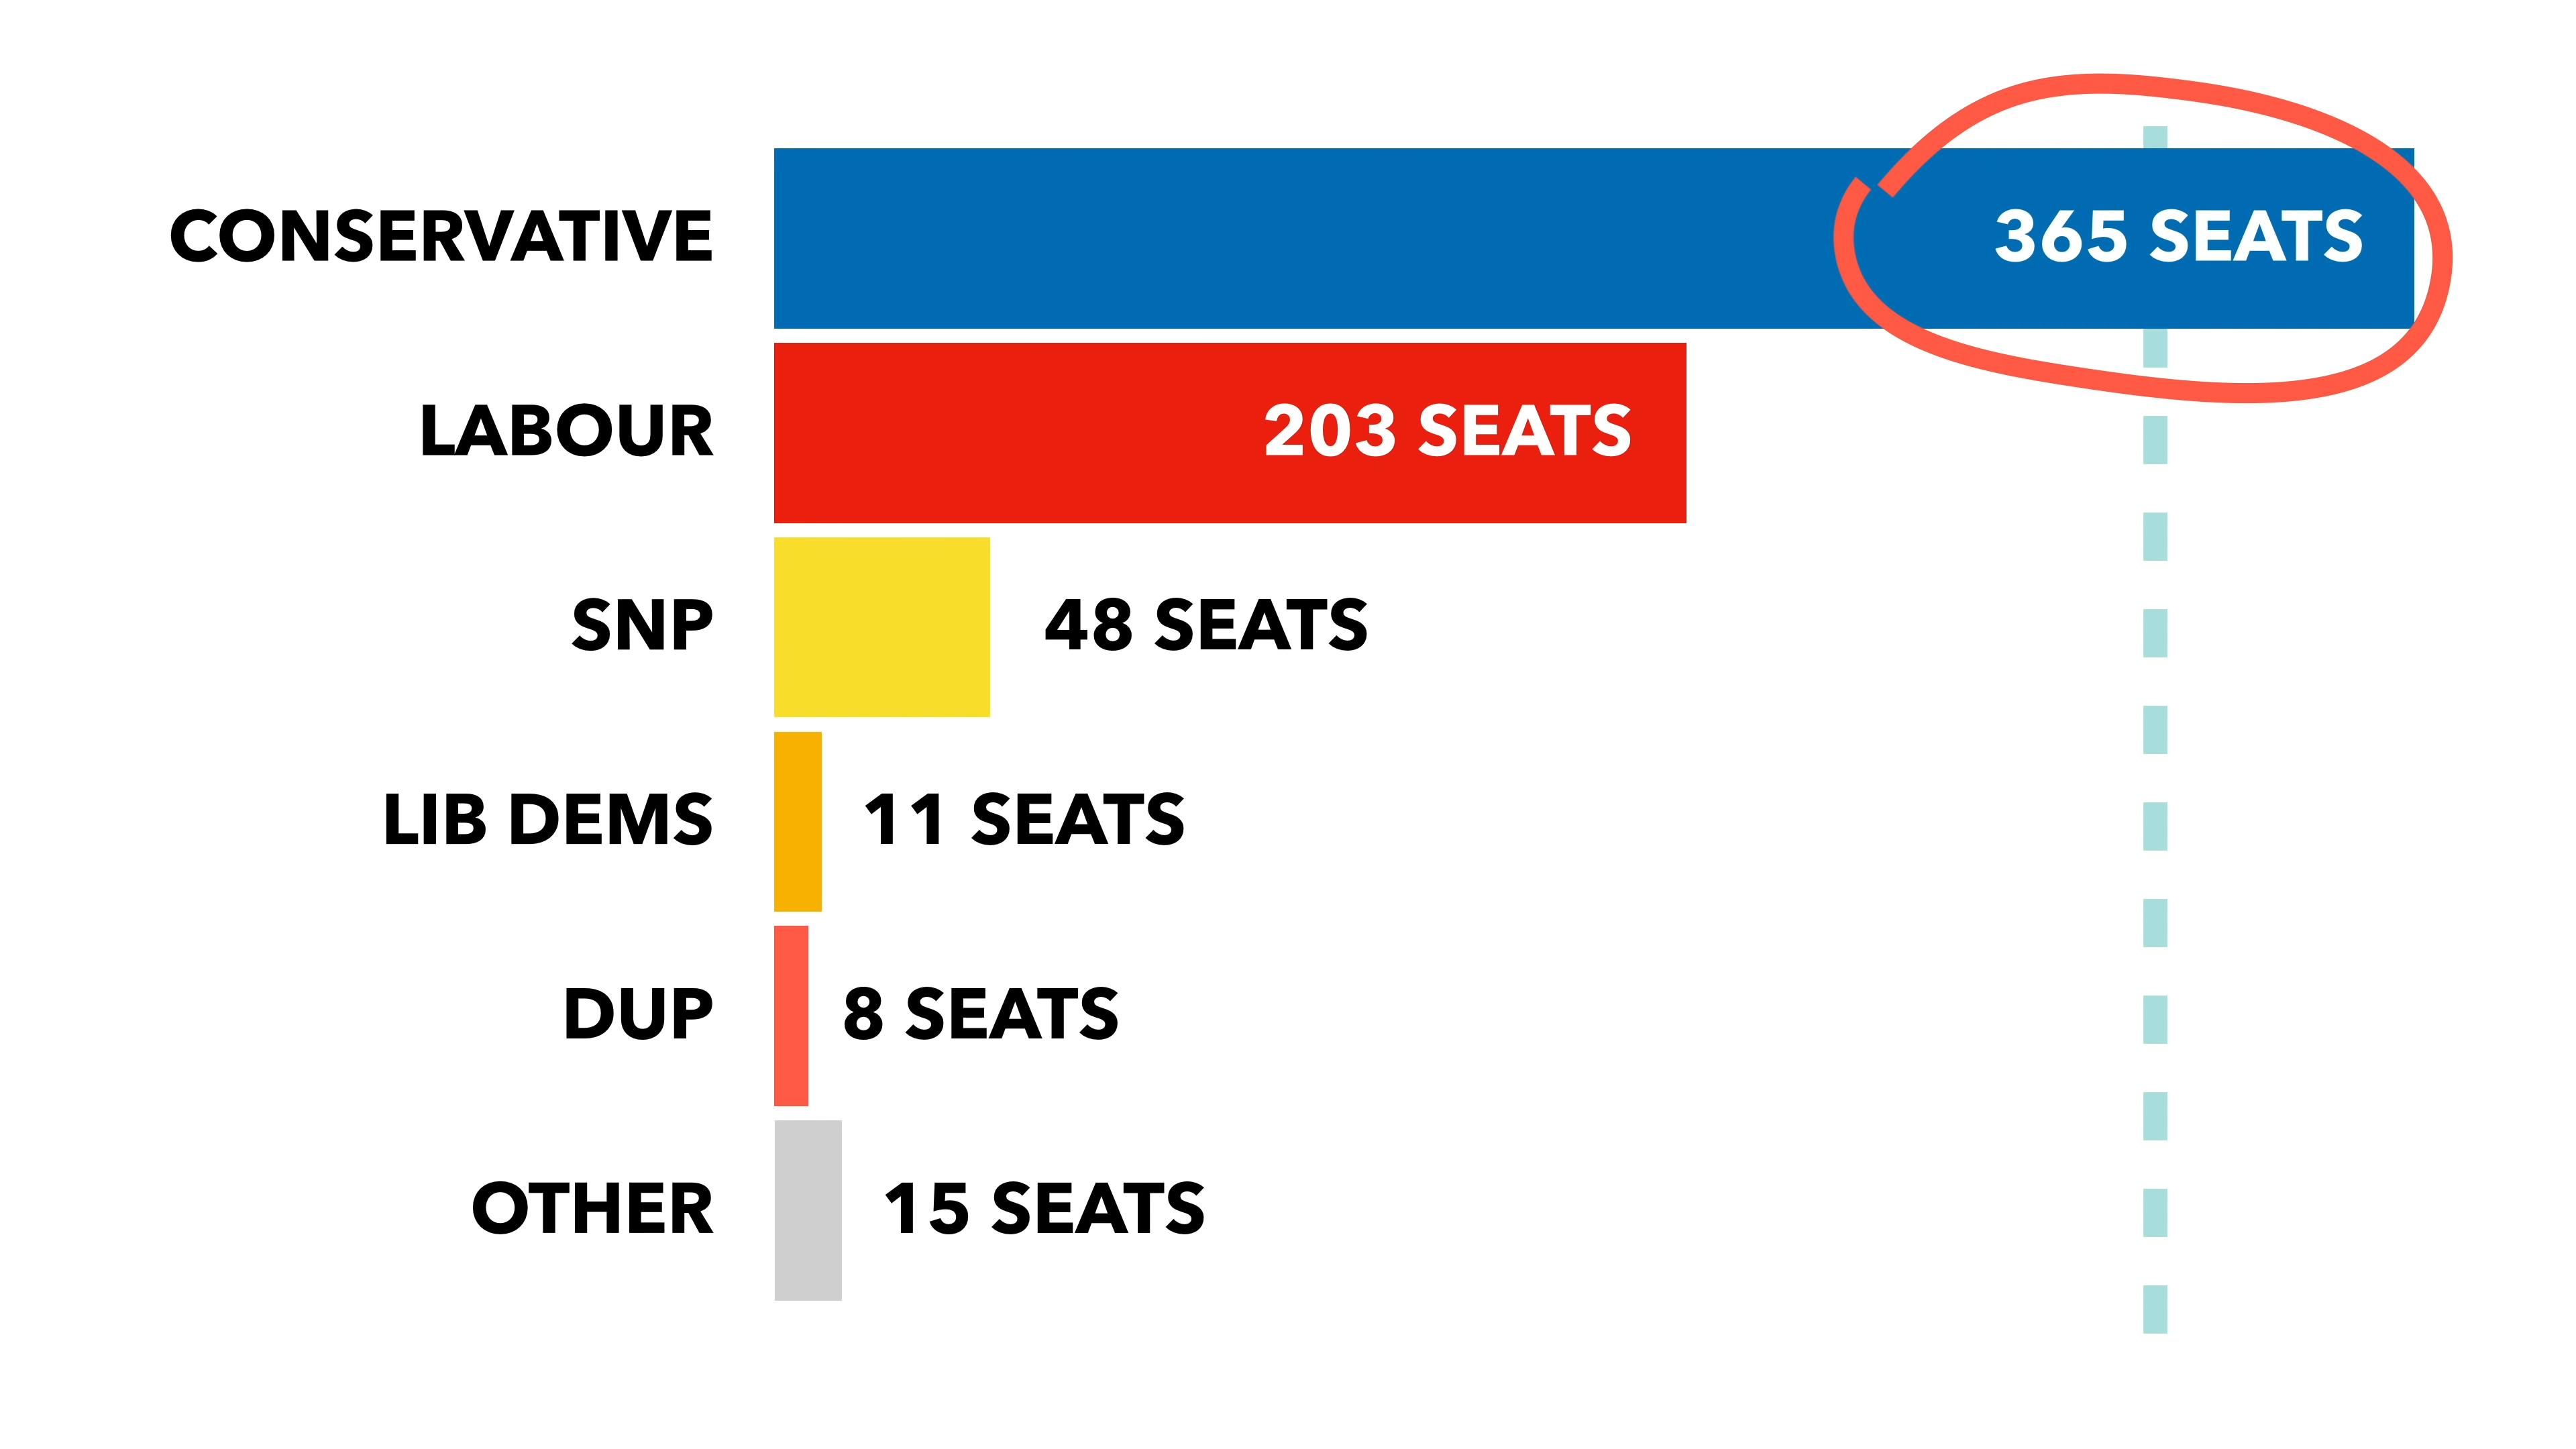 CONSERVATIVE 365 SEATS
LABOUR 203 SEATS
SNP 48 SEATS
LIB DEMS 11 SEATS
DUP 8 SEATS
OTHER 15 SEATS